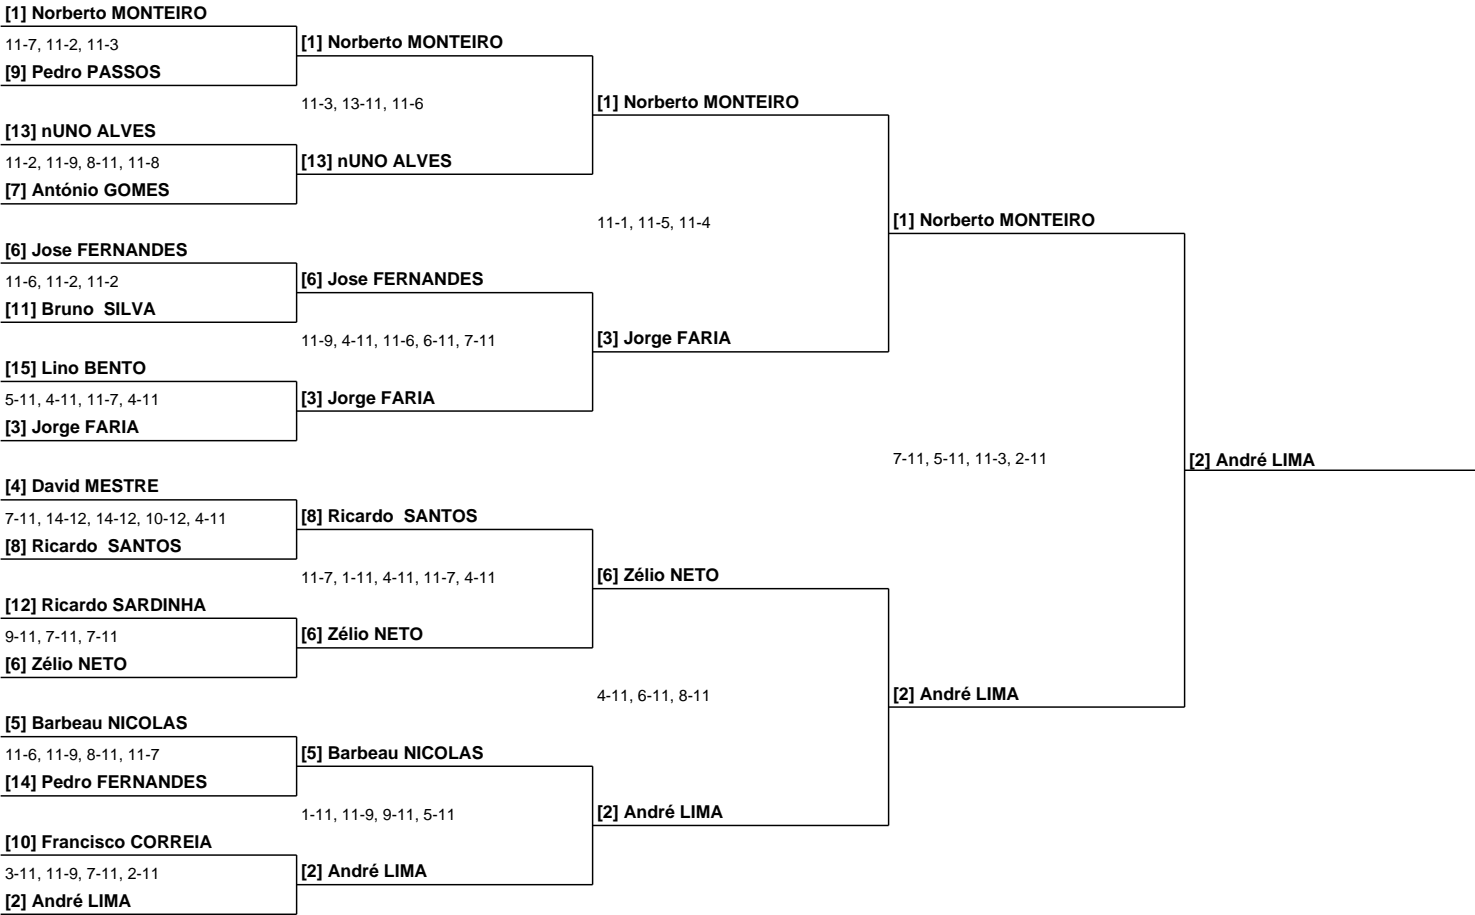 [1] Norberto MONTEIRO
11-7, 11-2, 11-3
[9] Pedro PASSOS
[13] nUNO ALVES
11-2, 11-9, 8-11, 11-8
[7] António GOMES
[6] Jose FERNANDES
11-6, 11-2, 11-2
[11] Bruno  SILVA
[15] Lino BENTO
5-11, 4-11, 11-7, 4-11
[3] Jorge FARIA
[4] David MESTRE
7-11, 14-12, 14-12, 10-12, 4-11
[8] Ricardo  SANTOS
[12] Ricardo SARDINHA
9-11, 7-11, 7-11
[6] Zélio NETO
[5] Barbeau NICOLAS
11-6, 11-9, 8-11, 11-7
[14] Pedro FERNANDES
[10] Francisco CORREIA
3-11, 11-9, 7-11, 2-11
[2] André LIMA
[1] Norberto MONTEIRO
11-3, 13-11, 11-6
[13] nUNO ALVES
[6] Jose FERNANDES
11-9, 4-11, 11-6, 6-11, 7-11
[3] Jorge FARIA
[8] Ricardo  SANTOS
11-7, 1-11, 4-11, 11-7, 4-11
[6] Zélio NETO
[5] Barbeau NICOLAS
1-11, 11-9, 9-11, 5-11
[2] André LIMA
[1] Norberto MONTEIRO
11-1, 11-5, 11-4
[3] Jorge FARIA
[6] Zélio NETO
4-11, 6-11, 8-11
[2] André LIMA
[1] Norberto MONTEIRO
7-11, 5-11, 11-3, 2-11
[2] André LIMA
[2] André LIMA